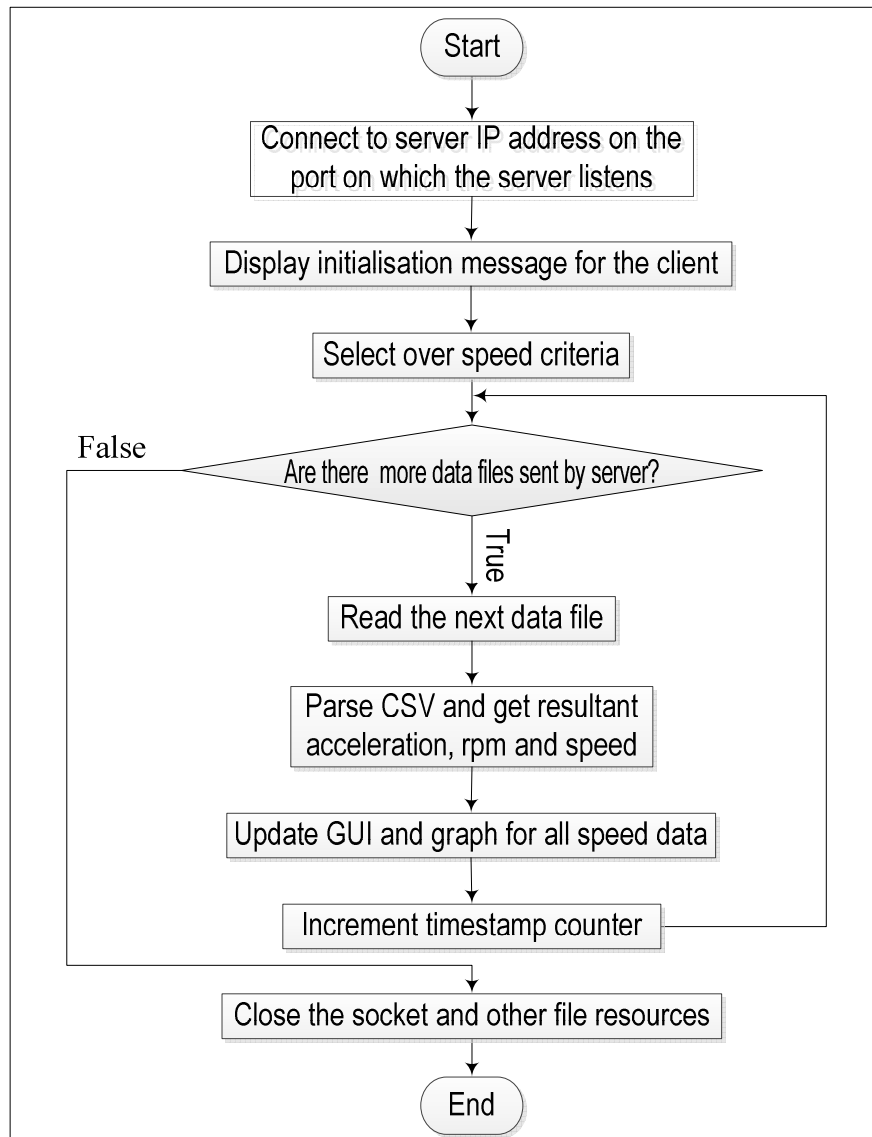 Start
Connect to server IP address on the
port on which the server listens
Display initialisation message for the client
Select over speed criteria
False
Are there more data files sent by server?
True
Read the next data file
Parse CSV and get resultant
acceleration, rpm and speed
Update GUI and graph for all speed data
Increment timestamp counter
Close the socket and other file resources
End